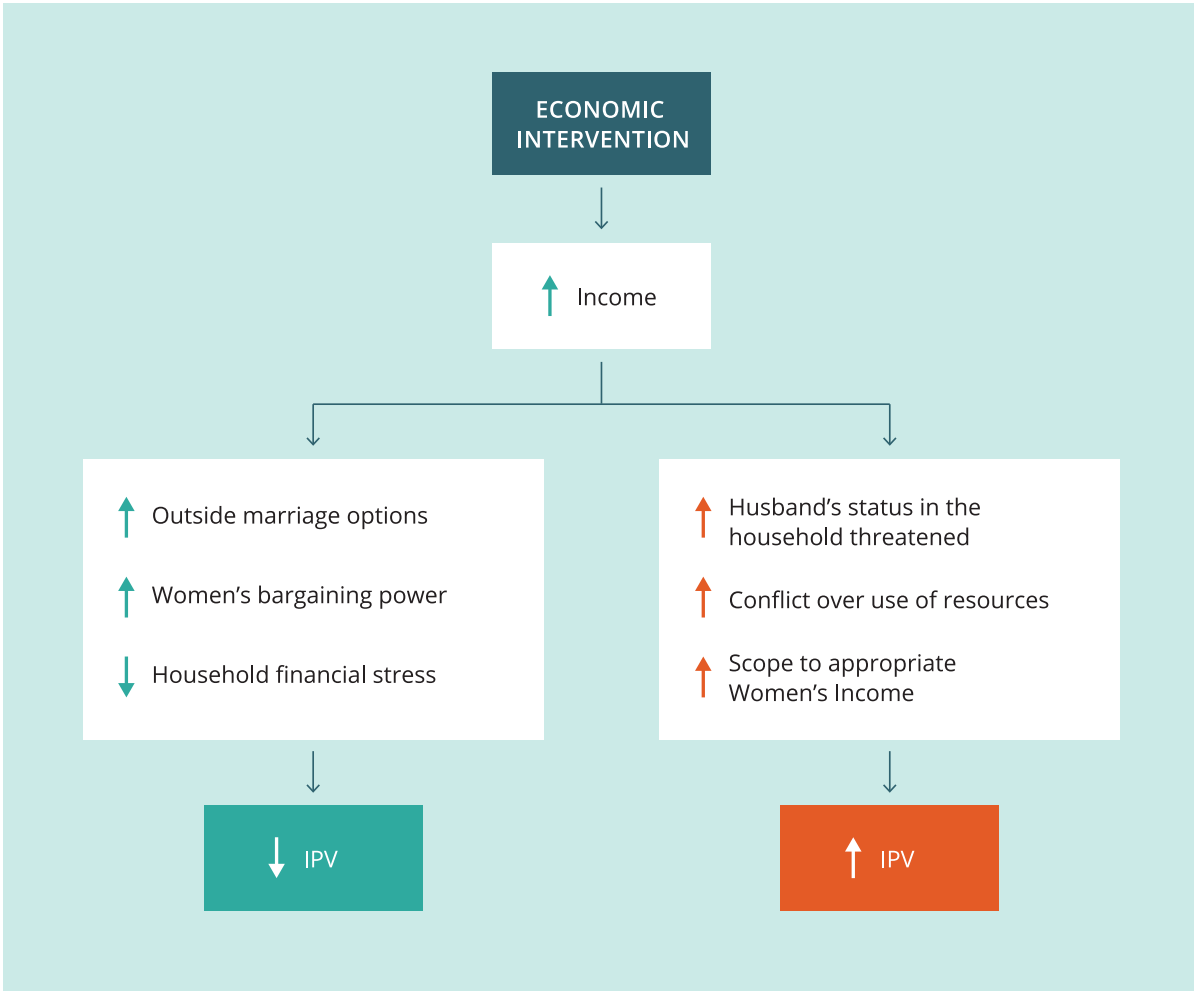 ECONOMIC
INTERVENTION
Income
Outside marriage options
Women’s bargaining power
Household financial stress
Husband’s status in the
household threatened
Conflict over use of resources
Scope to appropriate
Women’s Income
IPV
IPV